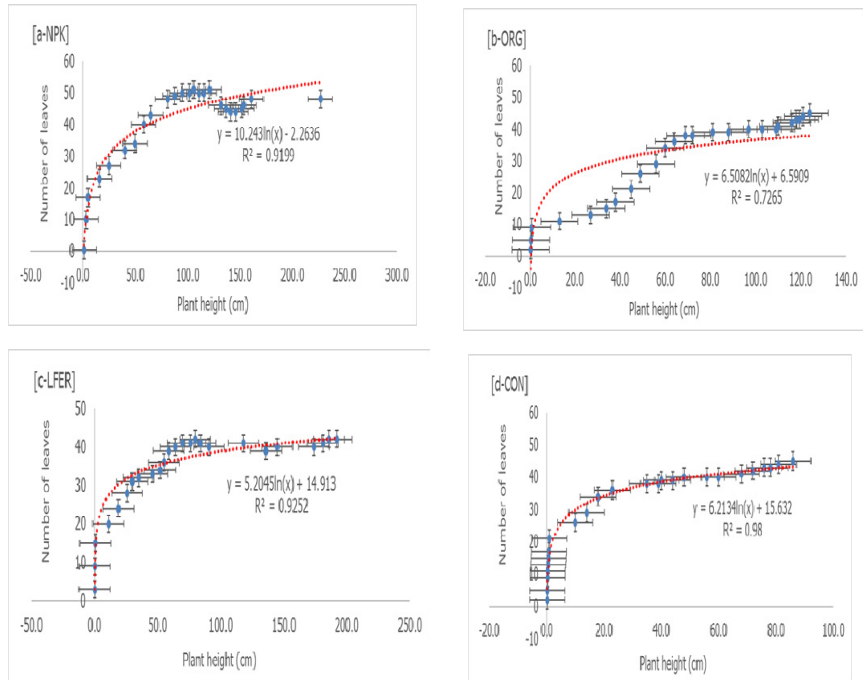 [a-NPK]
Number of leaves
60
50
40
30
20
10
0
-10
y = 10.243ln(x) - 2.2636
R² = 0.9199
-50.0 0.0 50.0 100.0 150.0 200.0 250.0 300.0
Plant height (cm)
[b-ORG]
Number of leaves
60
50
40
30
20
10
0
-10
y = 6.5082ln(x) + 6.5909
R² = 0.7265
-20.0 0.0 20.0 40.0 60.0 80.0 100.0 120.0 140.0
Plant height (cm)
[c-LFER]
Number of leaves
50
40
30
20
10
0
y = 5.2045ln(x) + 14.913
R² = 0.9252
-50.0 0.0 50.0 100.0 150.0 200.0 250.0
Plant height (cm)
[d-CON]
Number of leaves
60
50
40
30
20
10
0
-10
y = 6.2134ln(x) + 15.632
R² = 0.98
-20.0 0.0 20.0 40.0 60.0 80.0 100.0
Plant height (cm)